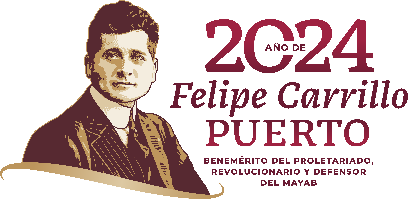 2024
AÑO DE
Felipe Carrillo
PUERTO
BENEMÉRITO DEL PROLETARIADO,
REVOLUCIONARIO Y DEFENSOR
DEL MAYAB